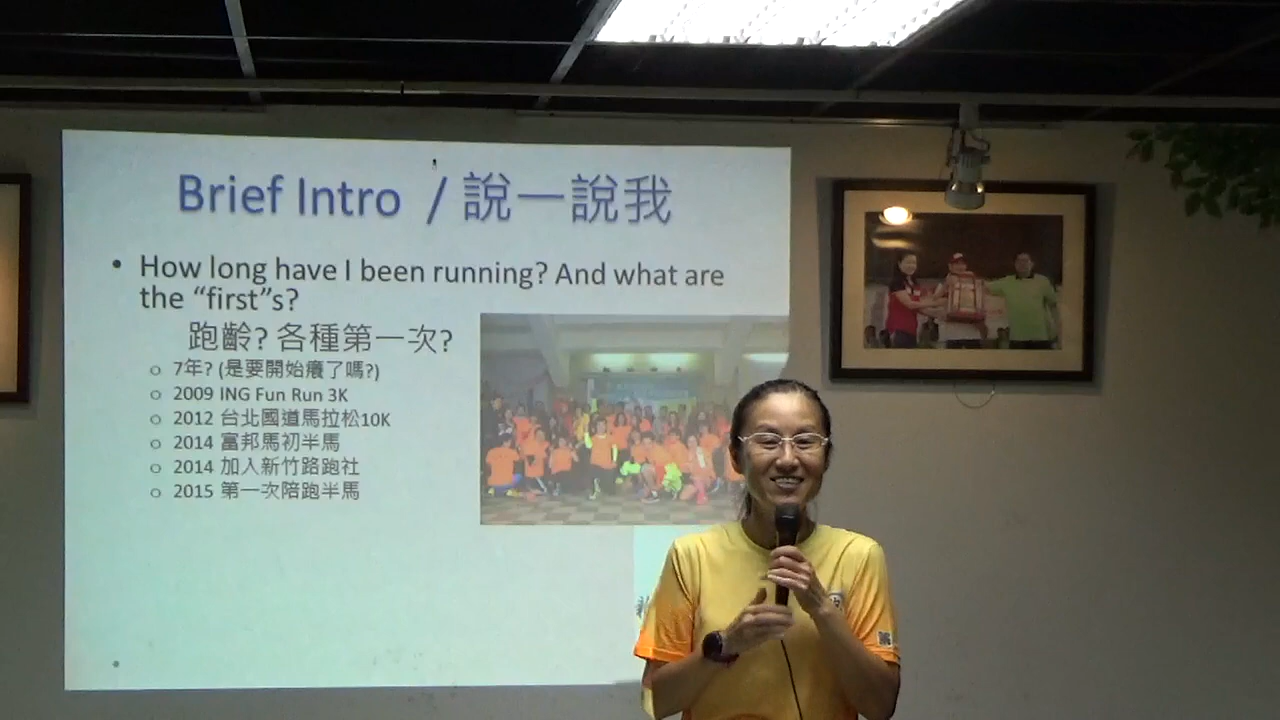 Brief Intro / 說一說我
• How long have I been running? And what are
the “first”s?
跑齡? 各種第一次?
o 7年? (是要開始癢了嗎?)
o 2009 ING Fun Run 3K
o 2012 台北國道馬拉松10K
o 2014 富邦馬初半馬
o 2014 加入新竹路跑社
o 2015 第一次陪跑半馬